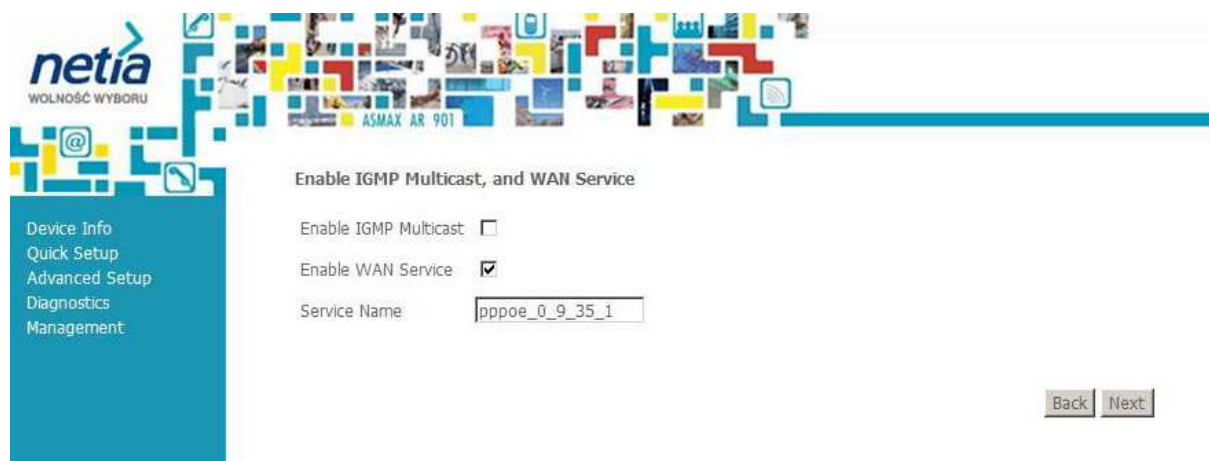 netia
WOLNOŚĆ WYBORU
ASMAX AR 901
@
Device Info
Quick Setup
Advanced Setup
Diagnostics
Management
Enable IGMP Multicast, and WAN Service
Enable IGMP Multicast
Enable WAN Service
Service Name pppoe_0_9_35_1
Back Next